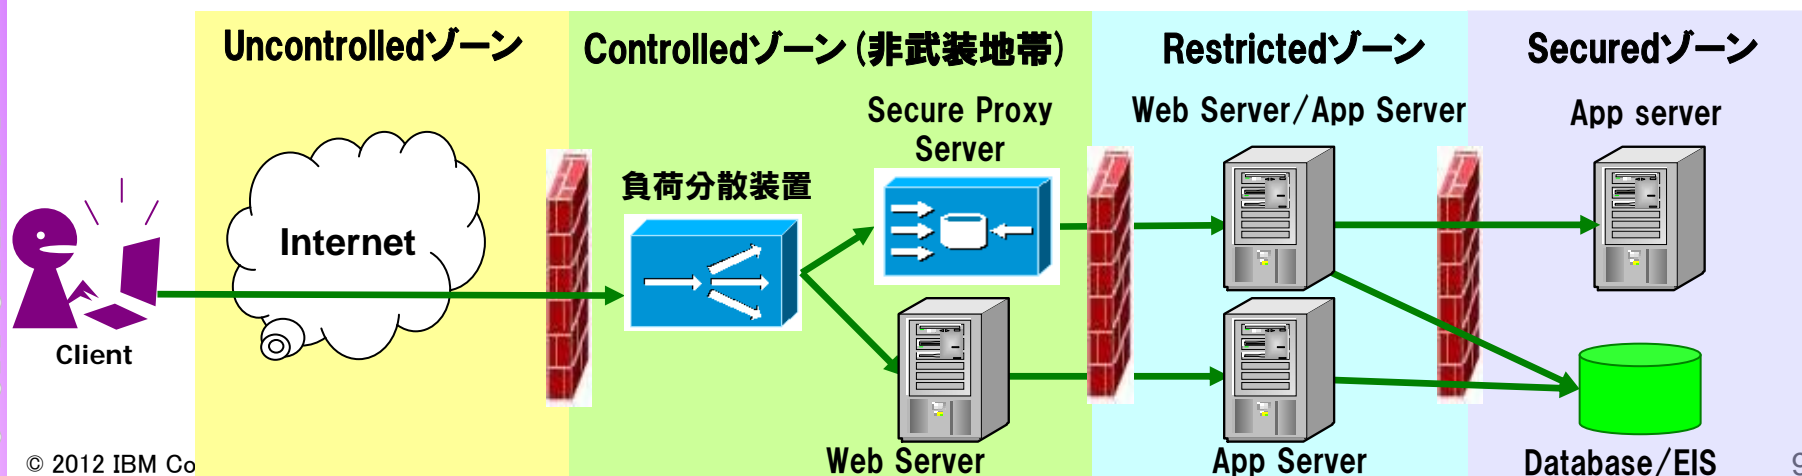 Uncontrolledゾーン
Controlledゾーン(非武装地帯)
Restrictedゾーン
Securedゾーン
Secure Proxy
Server
Web Server/App Server
App server
負荷分散装置
Internet
Client
Web Server
App Server
Database/EIS
© 2012 IBM Co
9